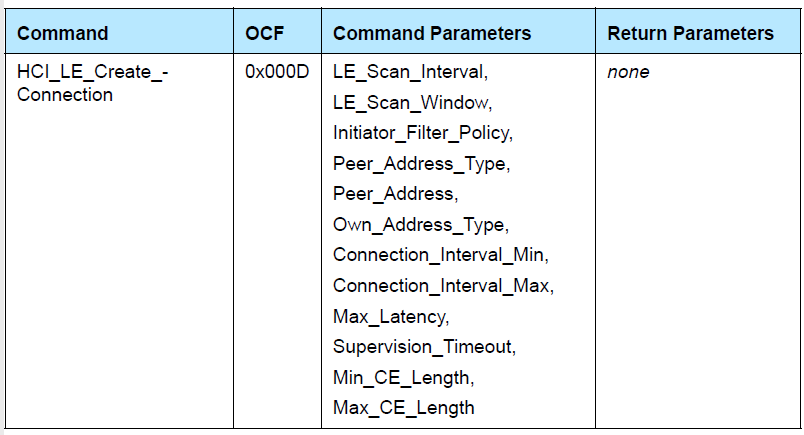 Command OCF Command Parameters Return Parameters
HCI_LE_Create_- 0x000D LE_Scan_Interval, none
Connection
LE_Scan_Window,
Initiator_Filter_Policy,
Peer_Address_Type,
Peer_Address,
Own_Address_Type,
Connection_Interval_Min,
Connection_Interval_Max,
Max_Latency,
Supervision_Timeout,
Min_CE_Length,
Max_CE_Length